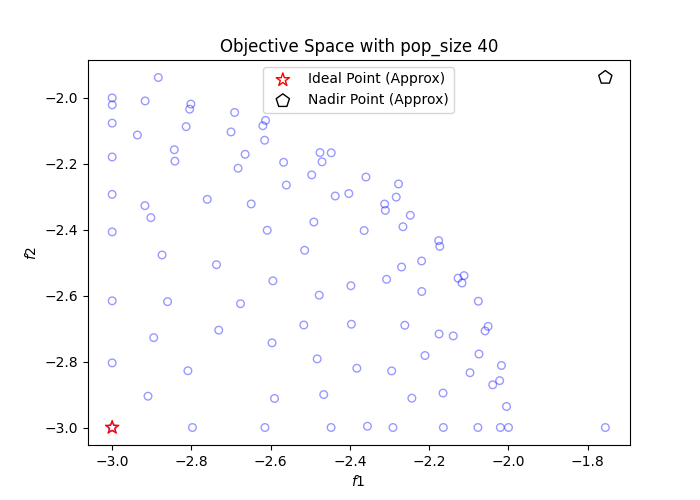 Objective Space with pop_size 40
Ideal Point (Approx)
Nadir Point (Approx)
f2
−2.0
−2.2
−2.4
−2.6
−2.8
−3.0
−3.0 −2.8 −2.6 −2.4 −2.2 −2.0 −1.8
f1